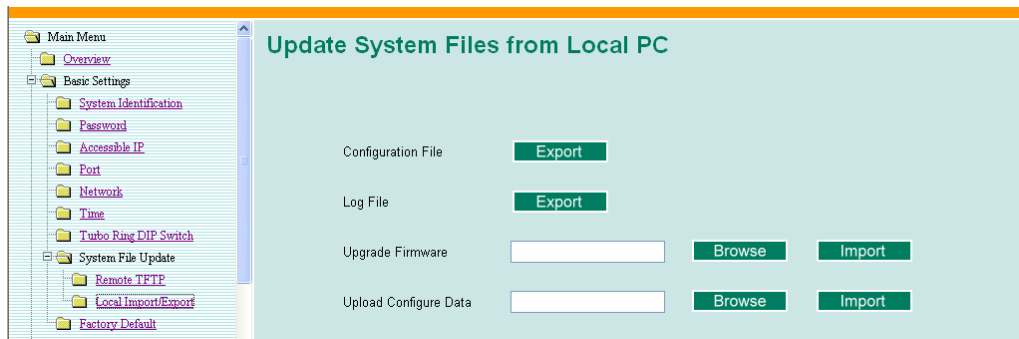 Main Menu
Overview
Basic Settings
System Identification
Password
Accessible IP
Port
Network
Time
Turbo Ring DIP Switch
System File Update
Remote TFTP
Local Import/Export
Factory Default
Update System Files from Local PC
Configuration File Export
Log File Export
Upgrade Firmware Browse Import
Upload Configure Data Browse Import